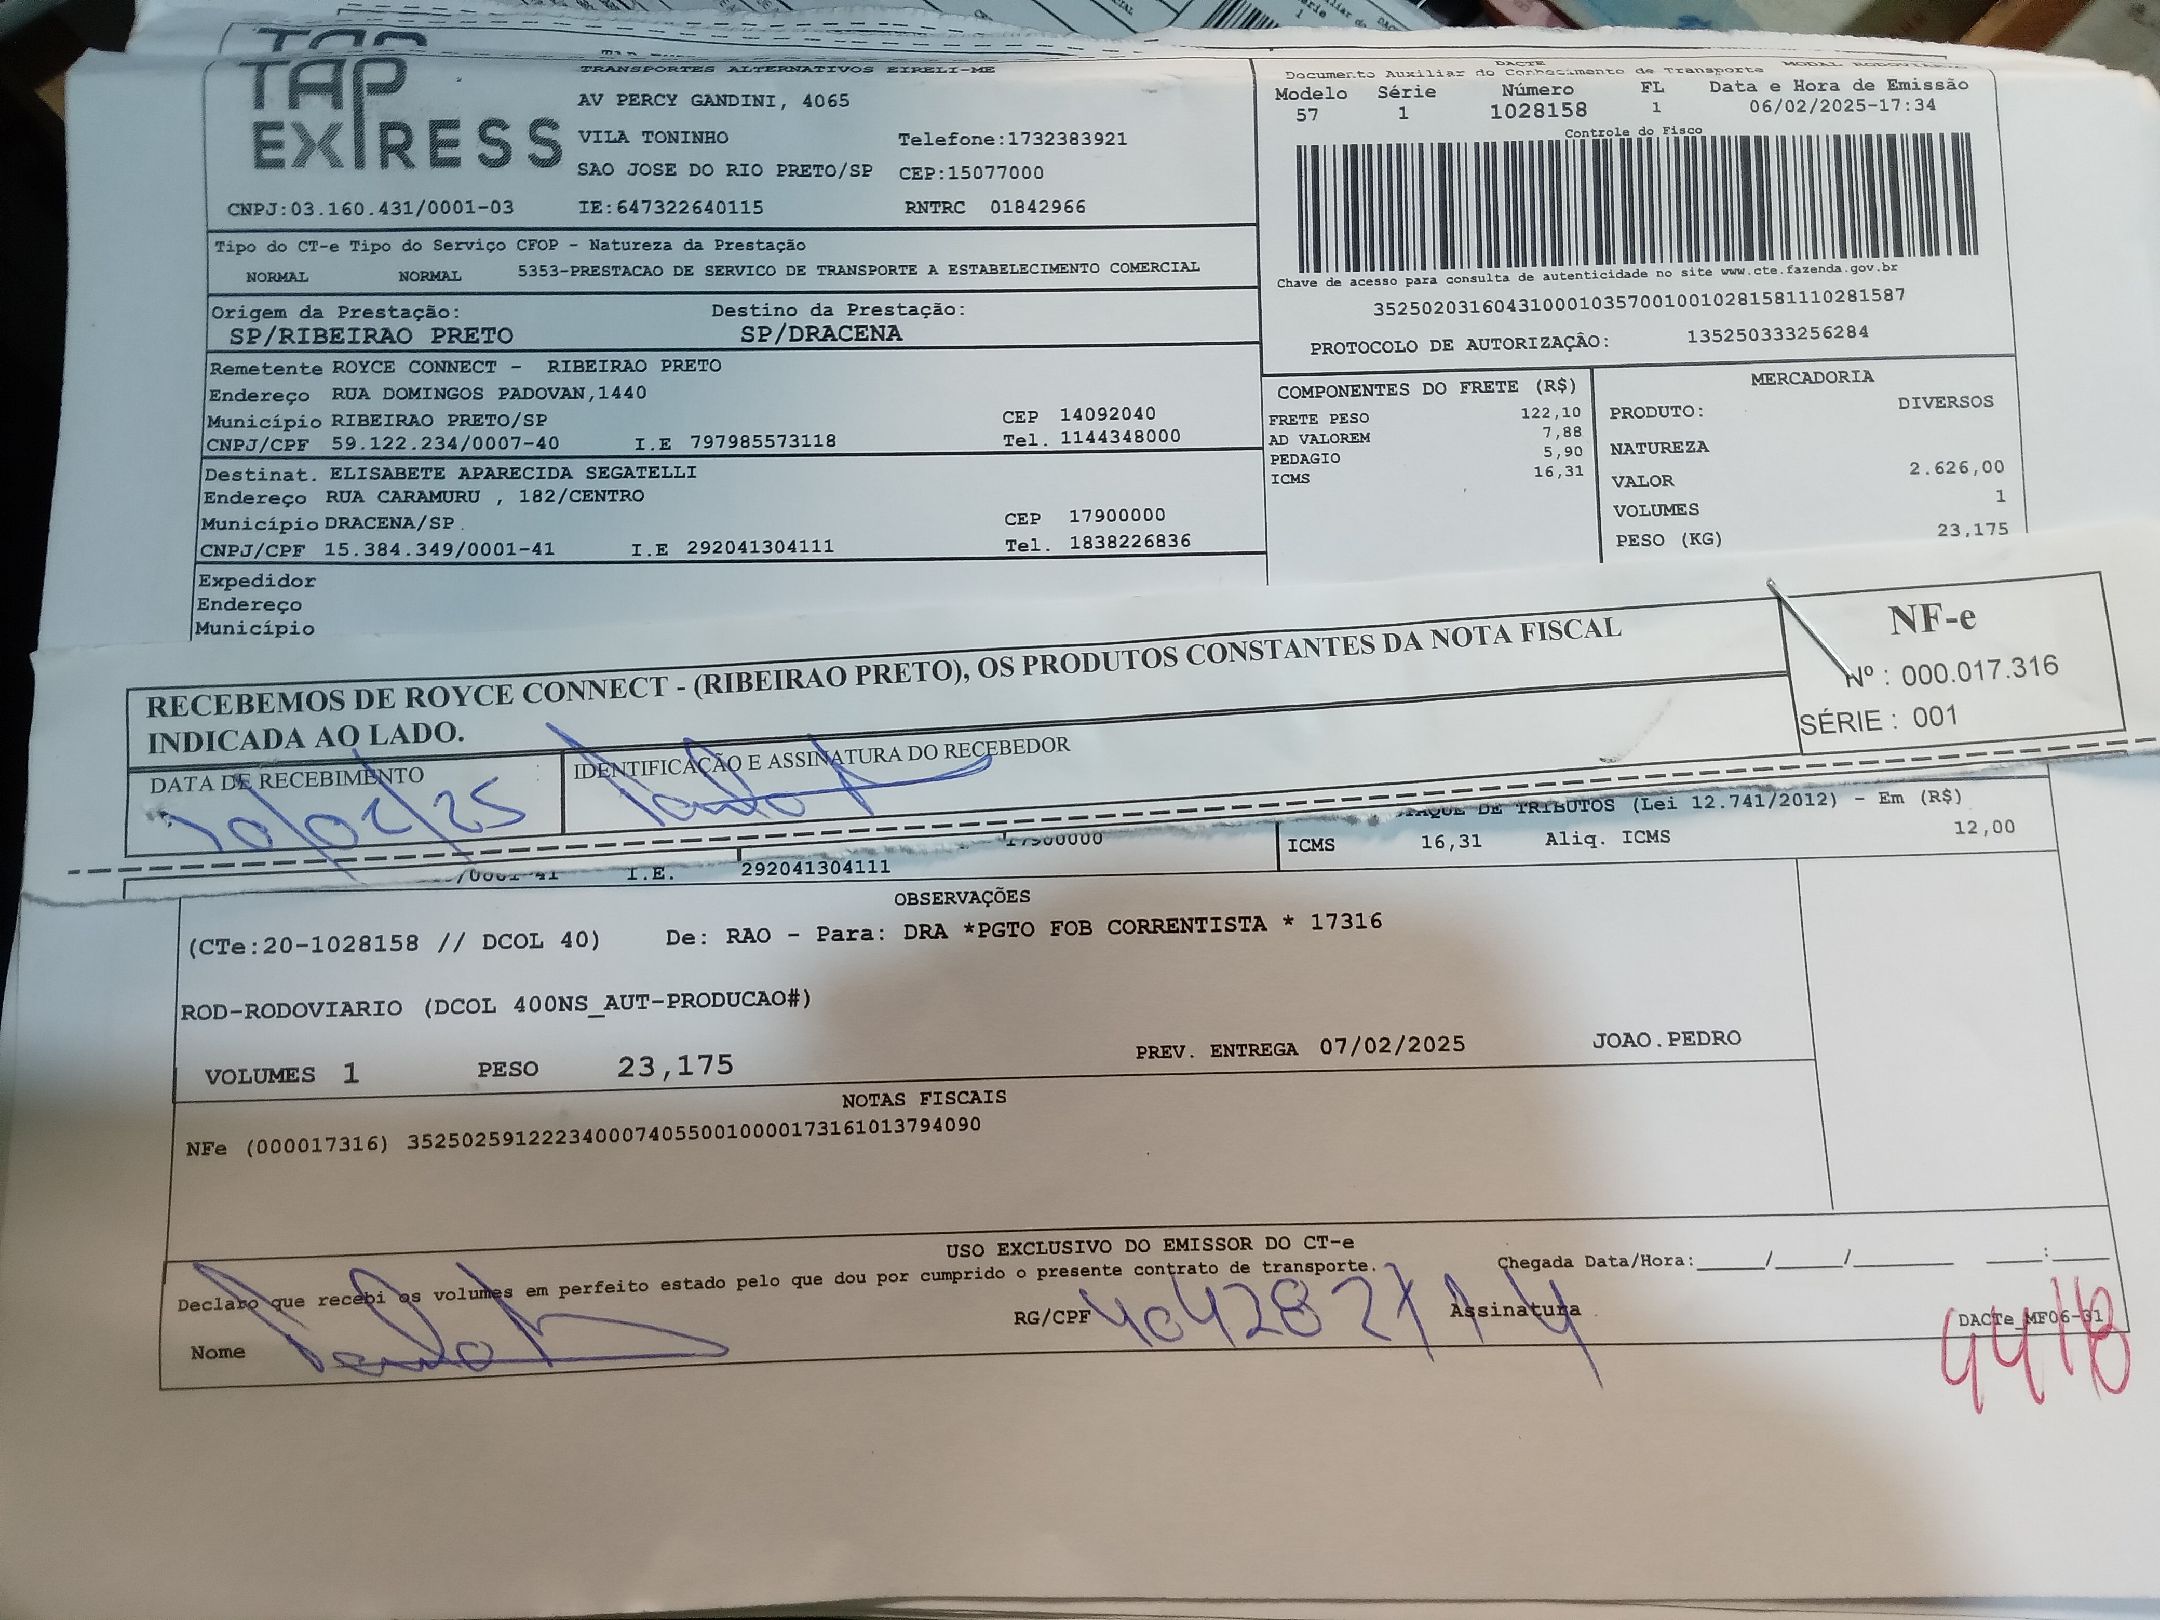 TAP
EXPRESS
TRANSPORTES ALTERNATIVOS EIRELI-ME
AV PERCY GANDINI, 4065
VILA TONINHO Telefone:1732383921
SAO JOSE DO RIO PRETO/SP CEP:15077000
CNPJ:03.160.431/0001-03 IE:647322640115 RNTRC 01842966
DACTE MODAL RODOVIARIO
Documento Auxiliar do Conhecimento de Transporte
Modelo Série Número FL Data e Hora de Emissão
57 1 1028158 1 06/02/2025-17:34
Controle do Fisco
Chave de acesso para consulta de autenticidade no site www.cte.fazenda.gov.br
35250203160431000103570010010281581110281587
PROTOCOLO DE AUTORIZAÇÂO: 135250333256284
Tipo do CT-e Tipo do Serviço CFOP - Natureza da Prestação
NORMAL NORMAL 5353-PRESTACAO DE SERVICO DE TRANSPORTE A ESTABELECIMENTO COMERCIAL
Origem da Prestação: Destino da Prestação:
SP/RIBEIRAO PRETO SP/DRACENA
Remetente ROYCE CONNECT - RIBEIRAO PRETO
Endereço RUA DOMINGOS PADOVAN,1440
Município RIBEIRAO PRETO/SP CEP 14092040
CNPJ/CPF 59.122.234/0007-40 I.E 797985573118 Tel. 1144348000
Destinat. ELISABETE APARECIDA SEGATELLI
Endereço RUA CARAMURU , 182/CENTRO
Município DRACENA/SP CEP 17900000
CNPJ/CPF 15.384.349/0001-41 I.E 292041304111 Tel. 1838226836
Expedidor
Endereço
Município
COMPONENTES DO FRETE (R$)
FRETE PESO 122,10
AD VALOREM 7,88
PEDAGIO 5,90
ICMS 16,31
MERCADORIA
PRODUTO: DIVERSOS
NATUREZA
VALOR 2.626,00
VOLUMES 1
PESO (KG) 23,175
RECEBEMOS DE ROYCE CONNECT - (RIBEIRAO PRETO), OS PRODUTOS CONSTANTES DA NOTA FISCAL
INDICADA AO LADO.
NF-e
Nº : 000.017.316
SÉRIE : 001
DATA DE RECEBIMENTO IDENTIFICAÇÃO E ASSINATURA DO RECEBEDOR
10/02/25
DE TRIBUTOS (Lei 12.741/2012) - Em (R$)
17900000 ICMS 16,31 Aliq. ICMS 12,00
/0001-41 I.E. 292041304111
OBSERVAÇÕES
(CTe:20-1028158 // DCOL 40) De: RAO - Para: DRA *PGTO FOB CORRENTISTA * 17316
ROD-RODOVIARIO (DCOL 400NS_AUT-PRODUCAO#)
VOLUMES 1 PESO 23,175 PREV. ENTREGA 07/02/2025 JOAO.PEDRO
NOTAS FISCAIS
NFe (000017316) 35250259122234000740550010000173161013794090
USO EXCLUSIVO DO EMISSOR DO CT-e
Declaro que recebi os volumes em perfeito estado pelo que dou por cumprido o presente contrato de transporte. Chegada Data/Hora:_____/_____/________ ____:_____
Nome RG/CPF Assinatura DACTe_MF06-31